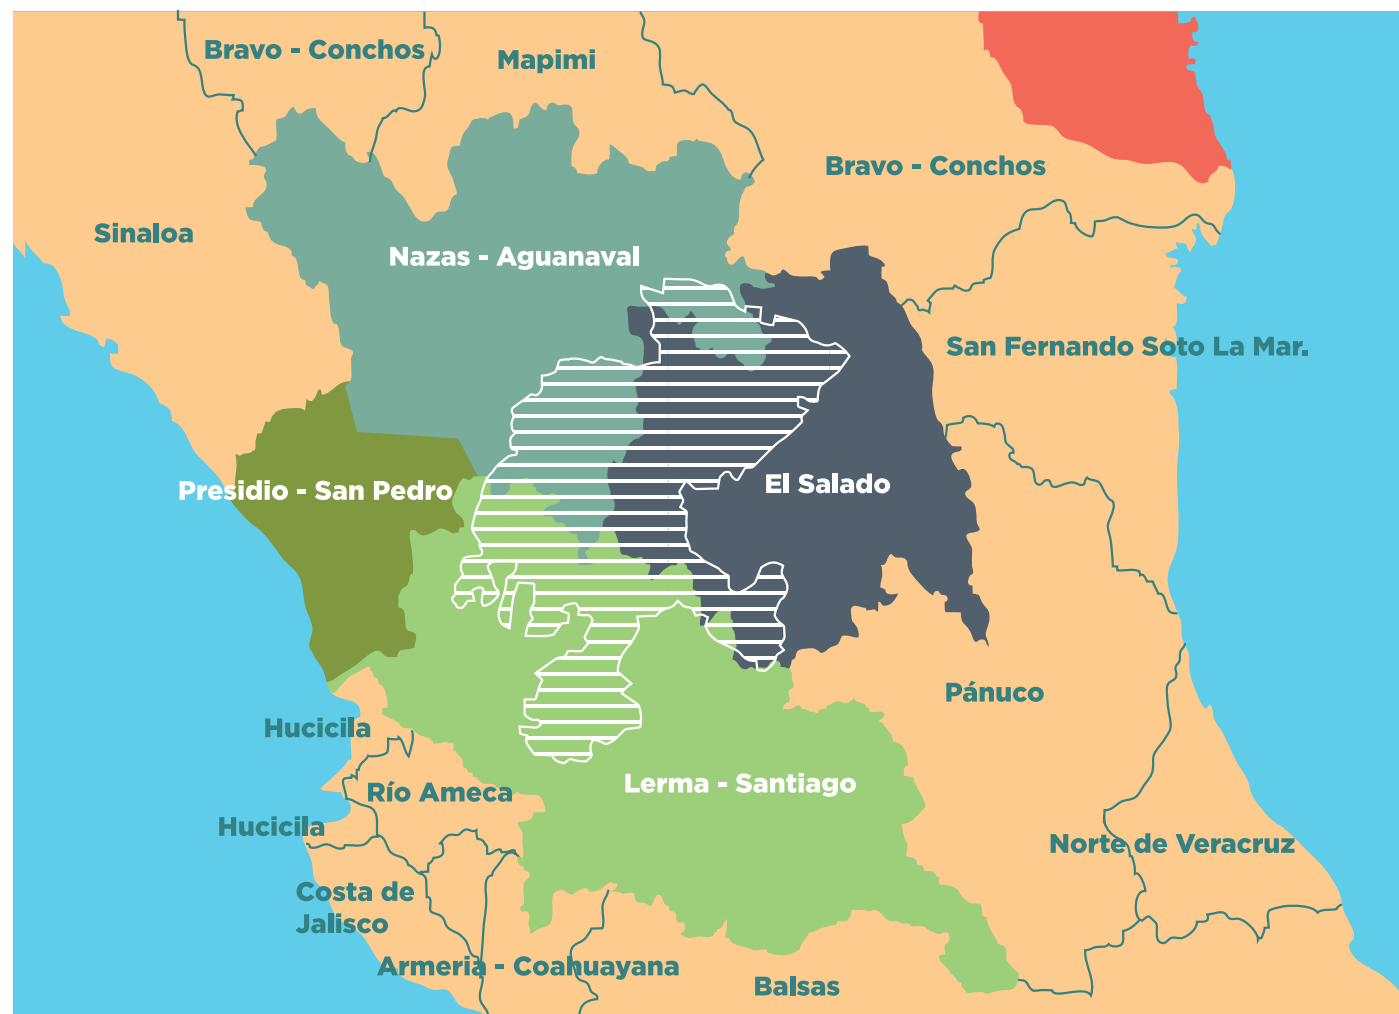 Bravo - Conchos
Mapimi
Bravo - Conchos
Sinaloa
Nazas - Aguanaval
San Fernando Soto La Mar.
Presidio - San Pedro
El Salado
Pánuco
Hucicila
Lerma - Santiago
Río Ameca
Hucicila
Norte de Veracruz
Costa de
Jalisco
Armeria - Coahuayana
Balsas